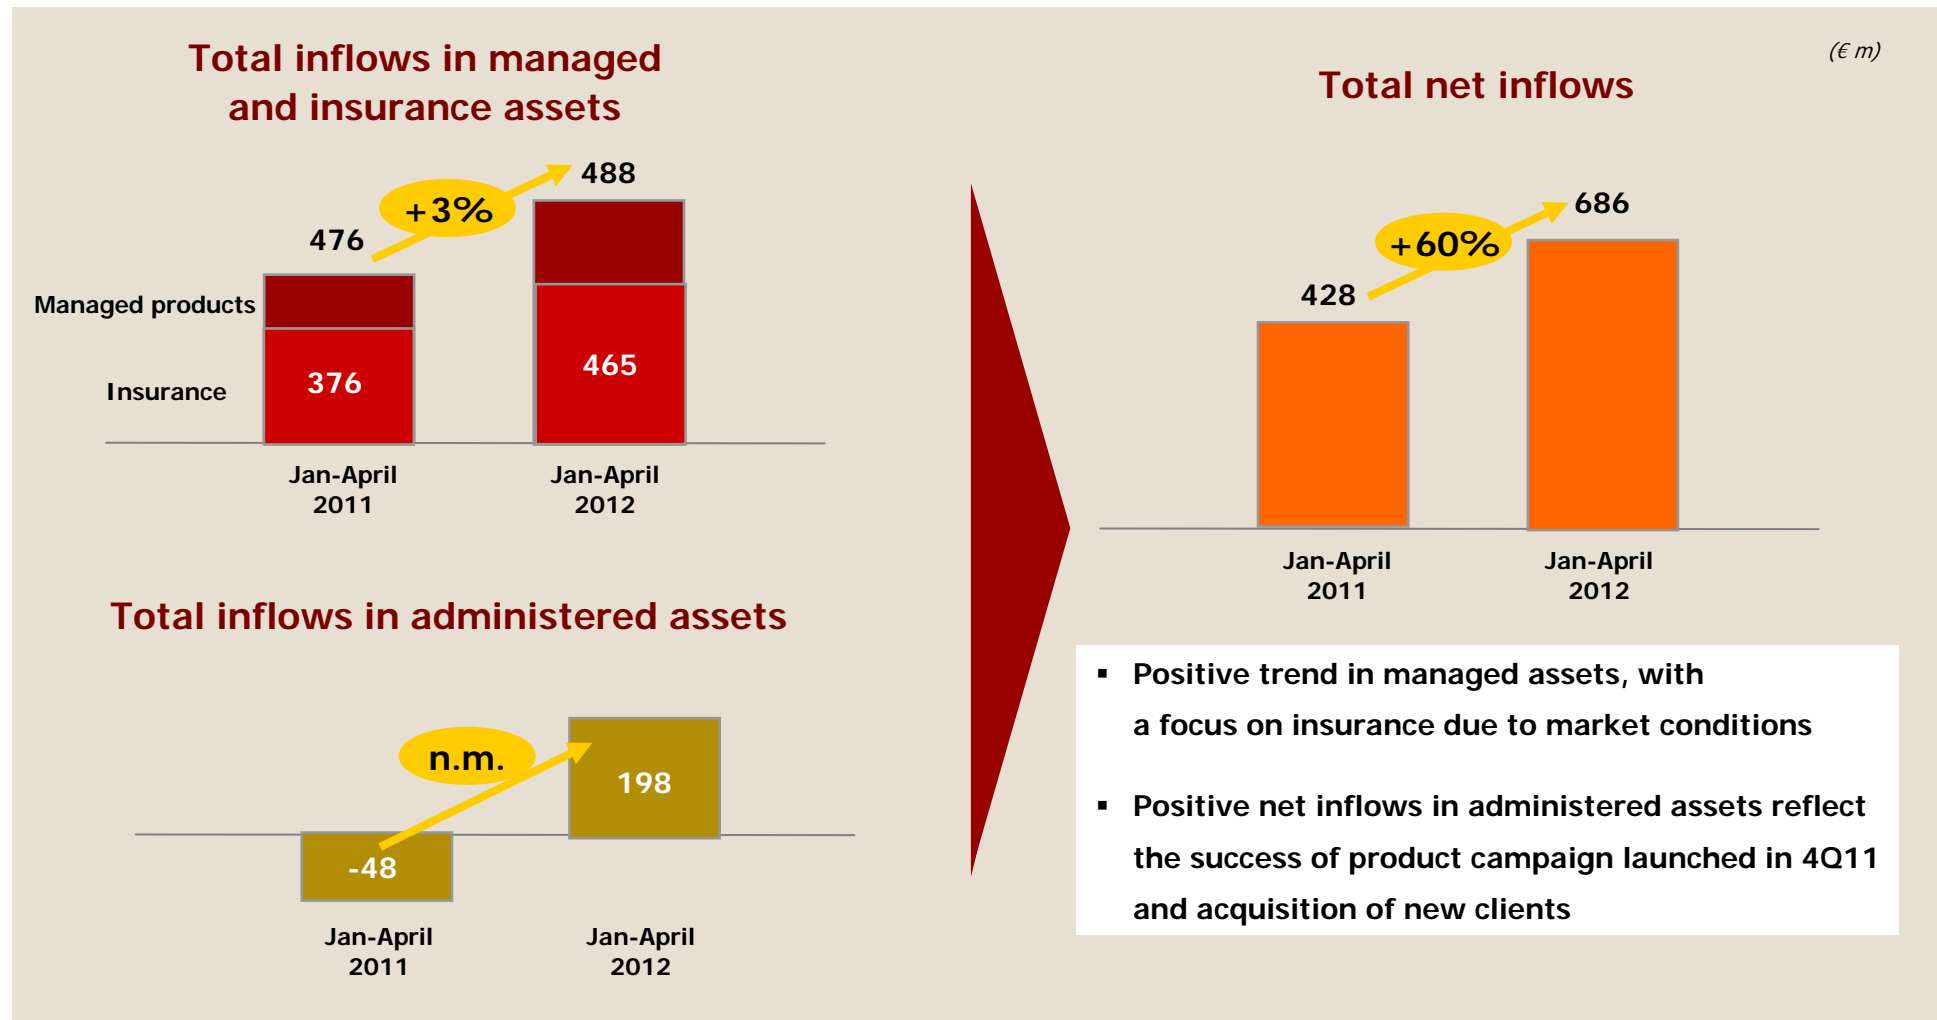 Total inflows in managed
and insurance assets
476
+3%
488
Managed products
Insurance
376
465
Jan-April
2011
Jan-April
2012
Total inflows in administered assets
n.m.
-48
198
Jan-April
2011
Jan-April
2012
(€ m)
Total net inflows
428
+60%
686
Jan-April
2011
Jan-April
2012
▪ Positive trend in managed assets, with
a focus on insurance due to market conditions
▪ Positive net inflows in administered assets reflect
the success of product campaign launched in 4Q11
and acquisition of new clients